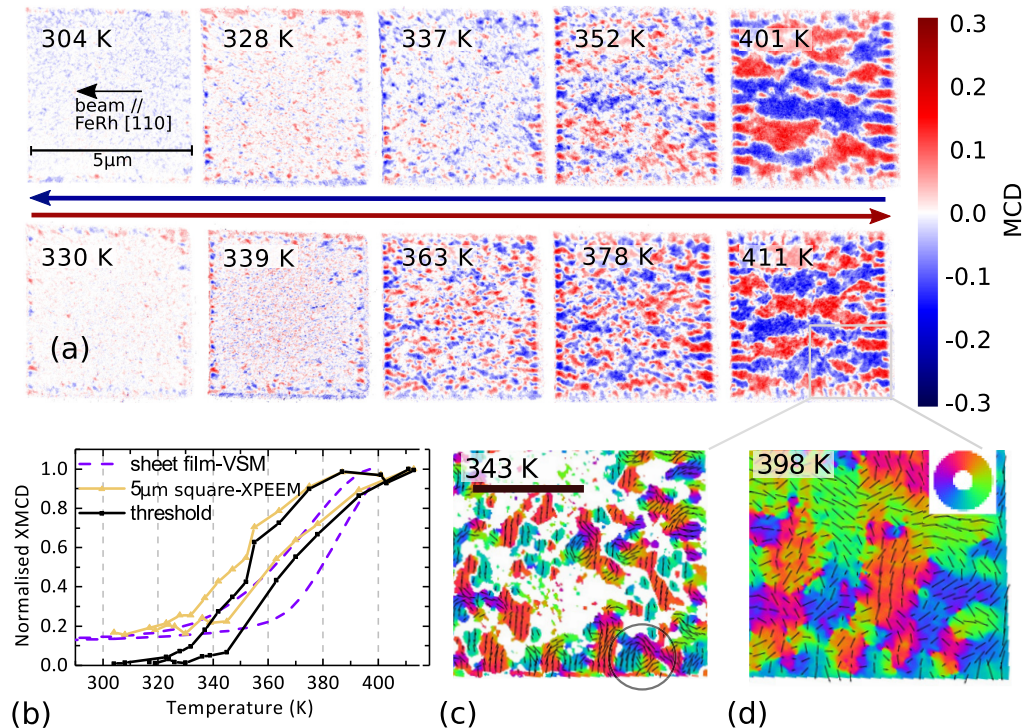 304 K
328 K
337 K
352 K
401 K
beam //
FeRh [110]
5μm
330 K
339 K
363 K
378 K
411 K
(a)
0.3
0.2
0.1
0.0
-0.1
-0.2
-0.3
MCD
1.0
0.8
0.6
0.4
0.2
0.0
Normalised XMCD
sheet film-VSM
5μm square-XPEEM
threshold
300
320
340
360
380
400
Temperature (K)
(b)
343 K
(c)
398 K
(d)